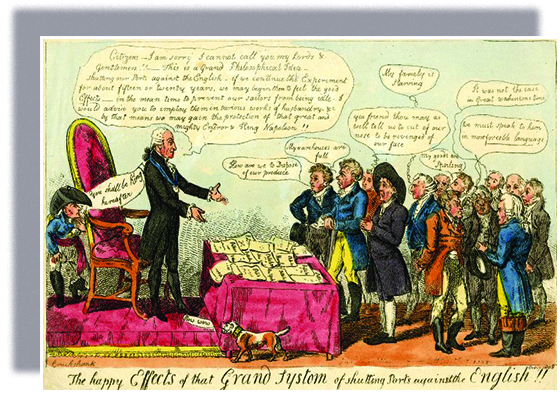 Citizens — I am sorry I cannot call you my Lords &
Gentlemen!! — This is a Grand Philosophical Idea —
shutting our Ports against the English — if we continue the Experiment
for about fifteen or twenty years, we may begin to feel the good
Effects — in the mean time to prevent our sailors from being idle I
would advise you to employ them in various works of husbandry &c
by that means we may gain the protection of that great and
mighty Emperor & King Napoleon!!
You shall be King
hereafter
How are we to Dispose
of our produce
My warehouses are
full
My famely is
Starving
you friend thou mayst as
well tell us to cut of our
nose to be revenged of
our face
My goods are
Spoiling
It was not the case
in Great
time
We must speak to him
in more forceible language
Cruikshank
The happy Effects of that Grand System of shutting Ports against the English!!